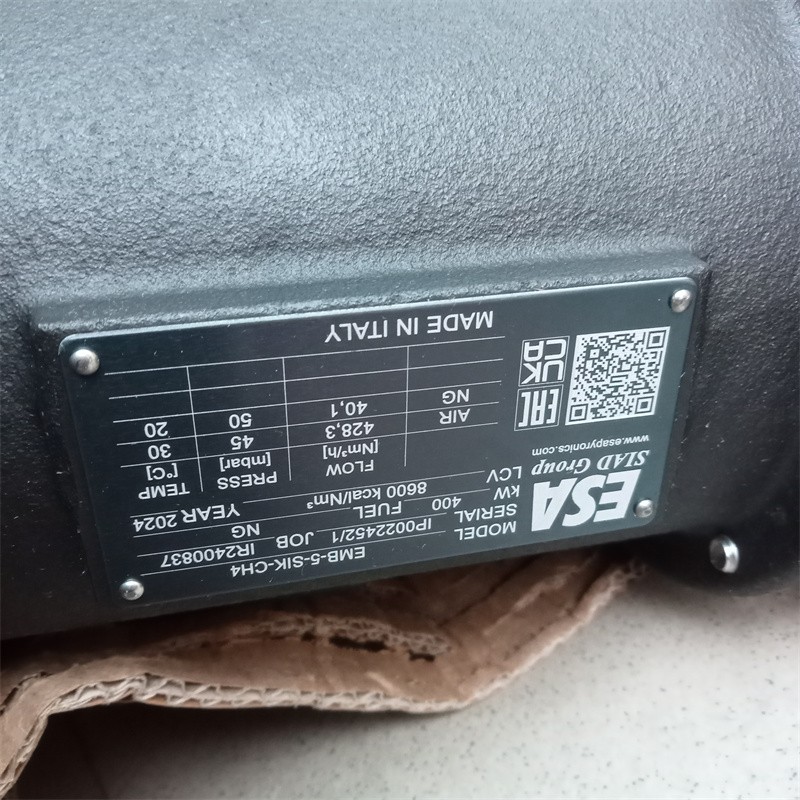 ESA
SIAD Group
www.esapyronics.com
UK
CA
EAC
MODEL EMB-5-SIK-CH4
SERIAL IP0022452/1 JOB IR2400837
kW 400 FUEL NG
LCV 8600 kcal/Nm³ YEAR 2024
FLOW PRESS TEMP
[Nm³/h] [mbar] [°C]
AIR 428,3 45 30
NG 40,1 50 20
MADE IN ITALY